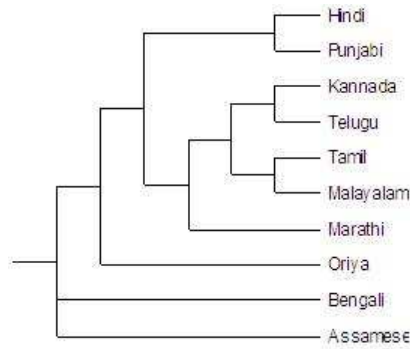 Hindi
Punjabi
Kannada
Telugu
Tamil
Malayalam
Marathi
Oriya
Bengali
Assamese